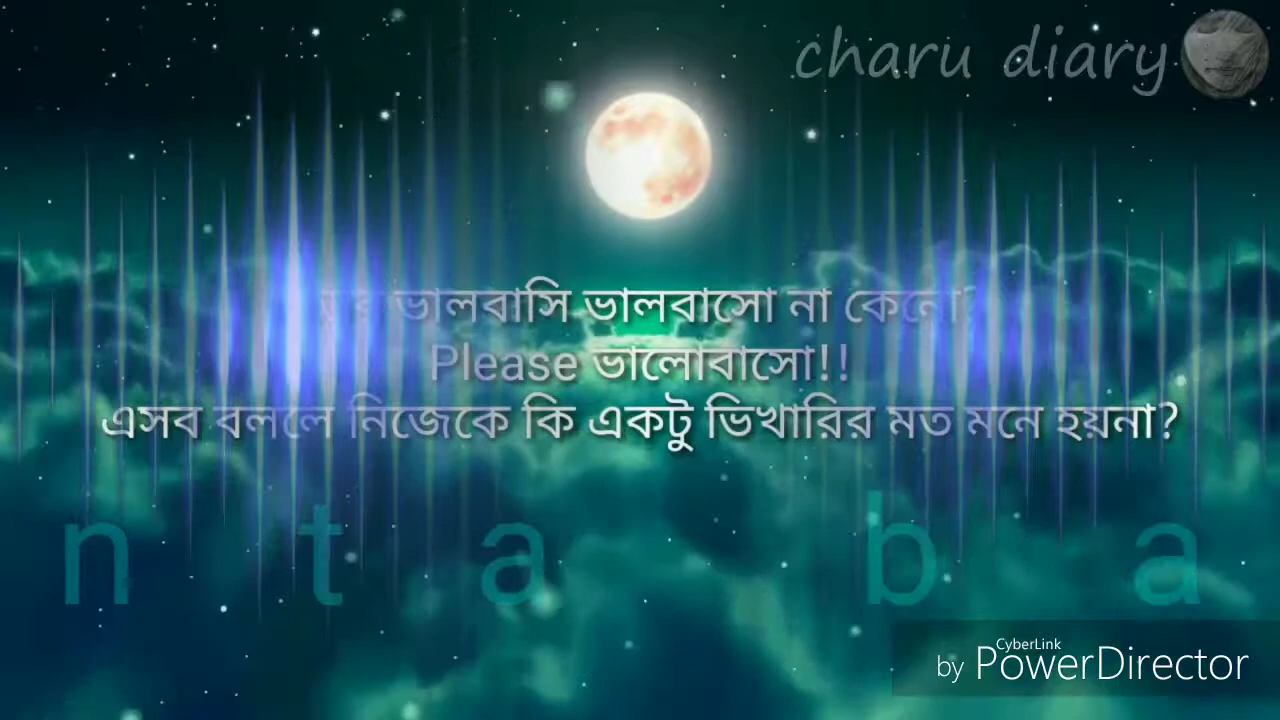 charu diary
ভালবাসি ভালবাসো না কেনো
Please ভালোবাসো!!
এসব বললে নিজেকে কি একটু ভিখারির মত মনে হয়না?
n t a b a
CyberLink
by PowerDirector